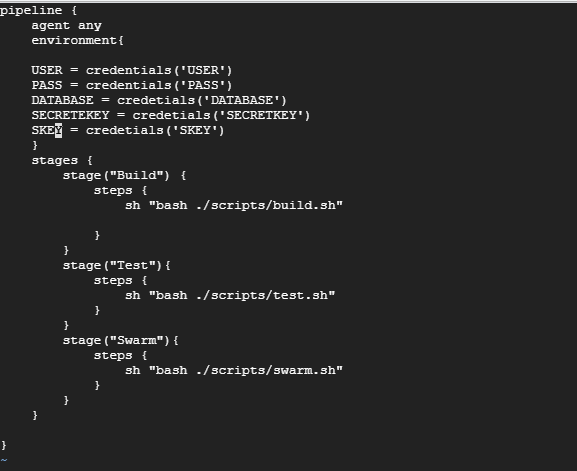 pipeline {
    agent any
    environment{

    USER = credentials('USER')
    PASS = credentials('PASS')
    DATABASE = credetials('DATABASE')
    SECRETEKEY = credetials('SECRETKEY')
    SKEY = credetials('SKEY')
    }
    stages {
        stage("Build") {
            steps {
                sh "bash ./scripts/build.sh"

            }
        }
        stage("Test"){
            steps {
                sh "bash ./scripts/test.sh"
            }
        }
        stage("Swarm"){
            steps {
                sh "bash ./scripts/swarm.sh"
            }
        }
    }

}
~